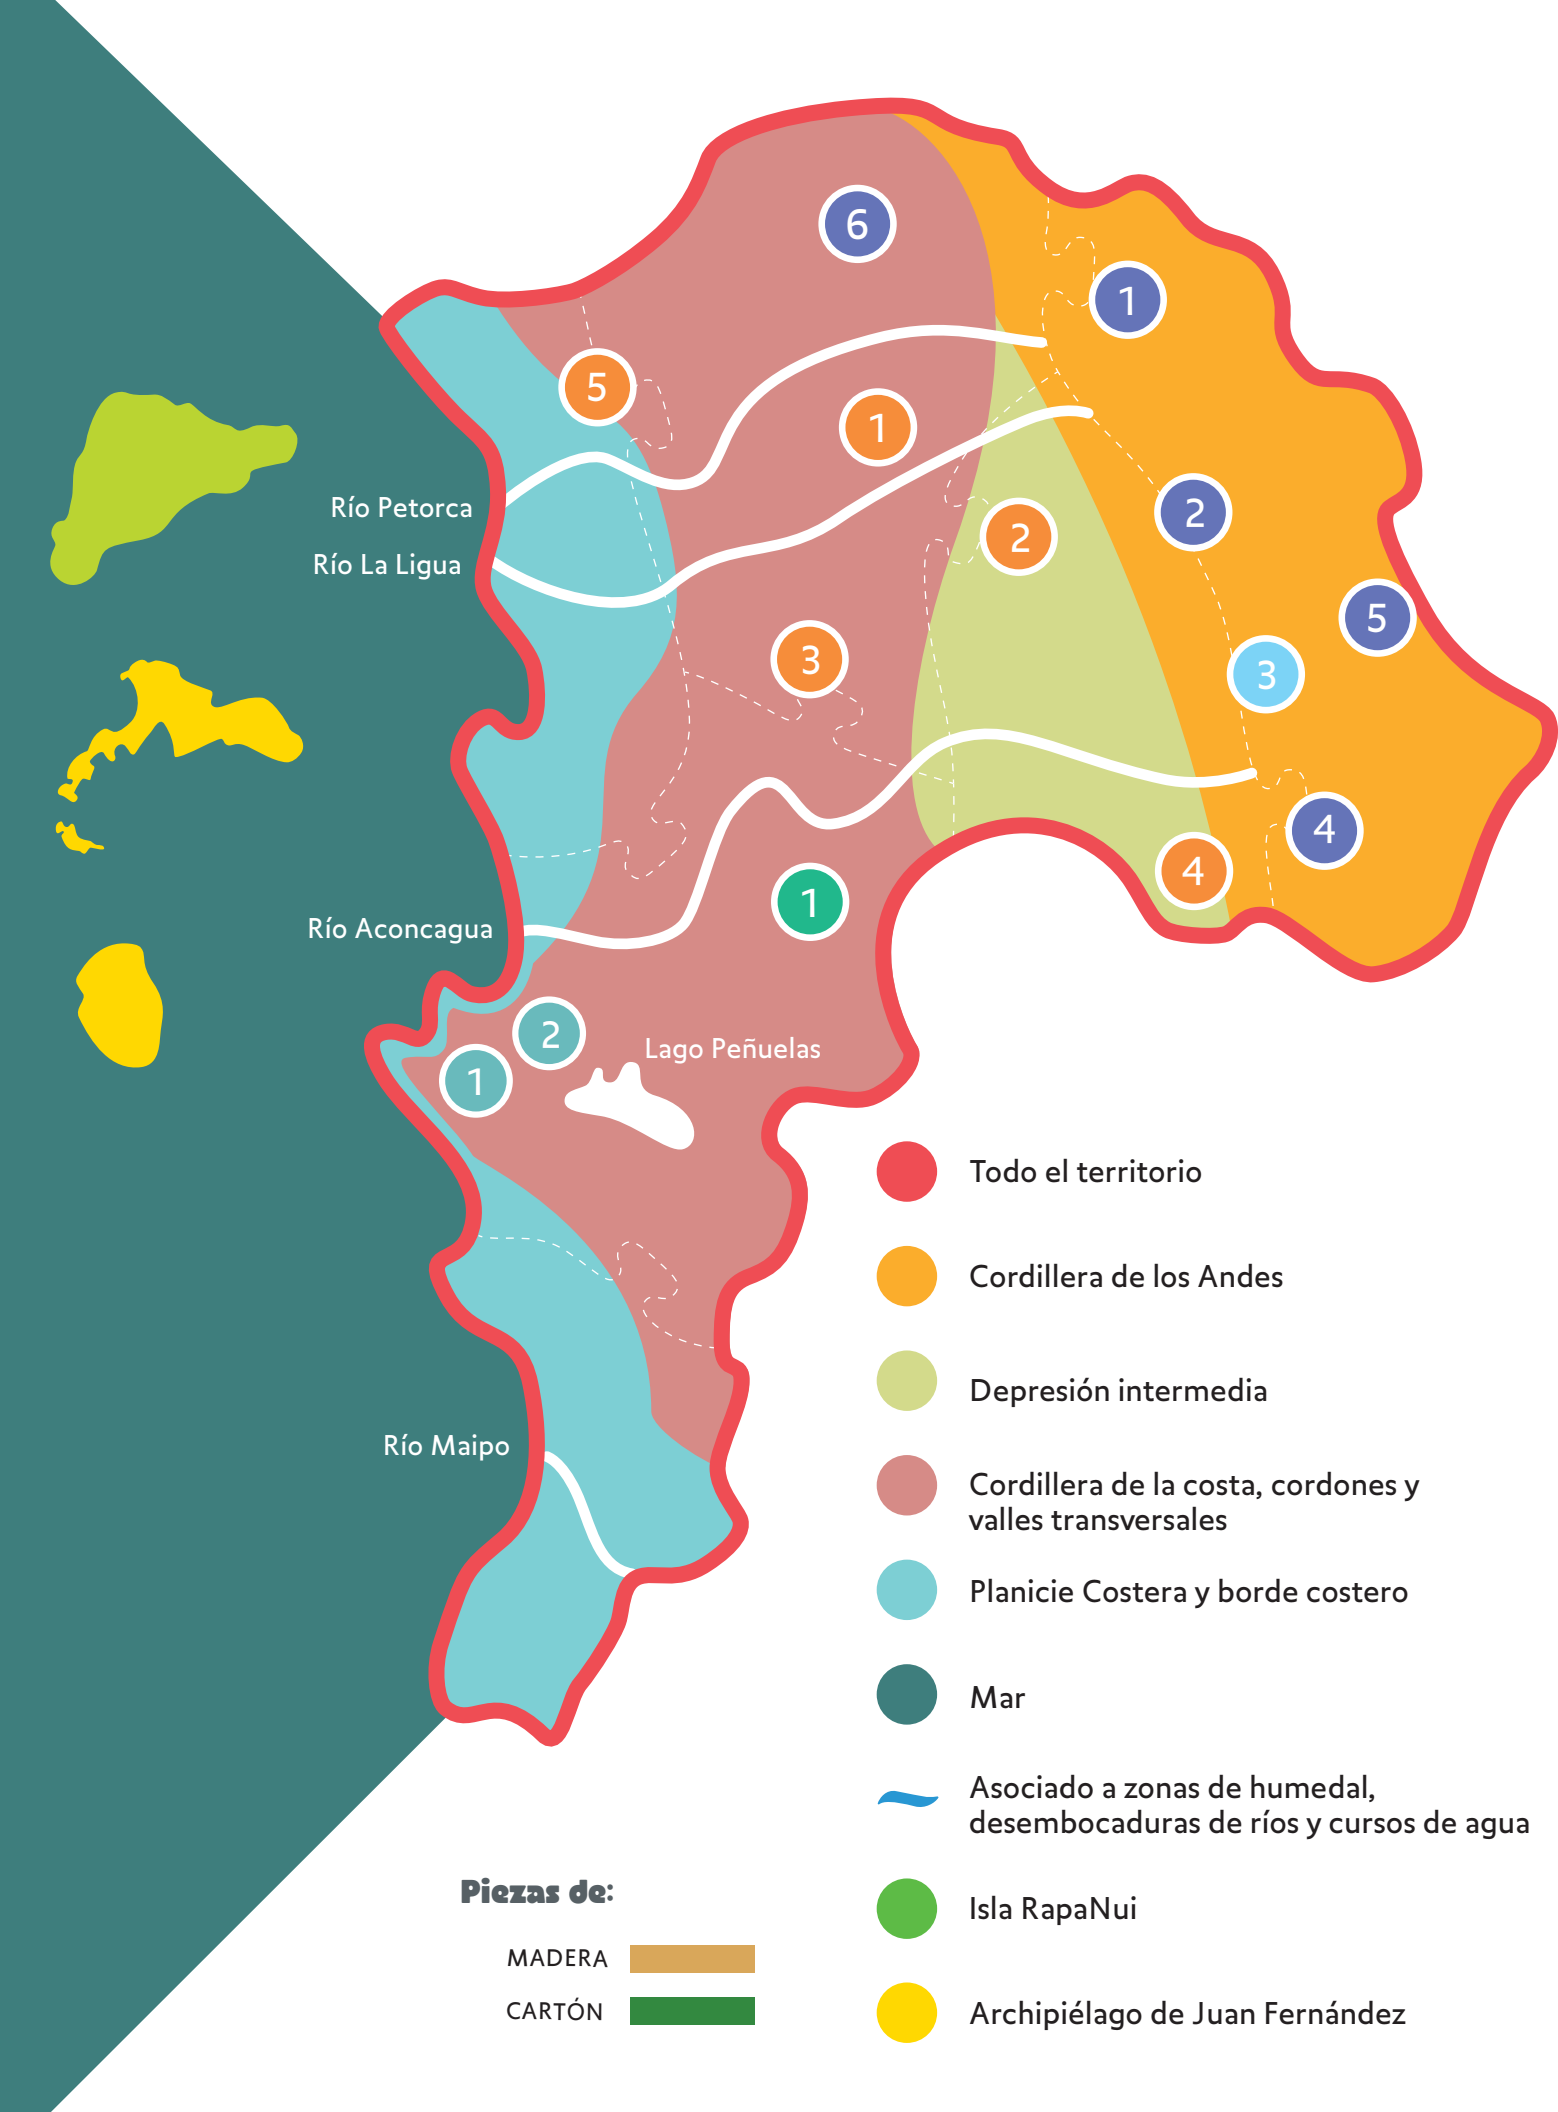 6
1
5
1
Río Petorca
2
2
Río La Ligua
5
3
3
4
4
1
Río Aconcagua
2
Lago Peñuelas
1
Todo el territorio
Cordillera de los Andes
Depresión intermedia
Río Maipo
Cordillera de la costa, cordones y
valles transversales
Planicie Costera y borde costero
Mar
Asociado a zonas de humedal,
desembocaduras de ríos y cursos de agua
Piezas de:
MADERA
CARTÓN
Isla RapaNui
Archipiélago de Juan Fernández